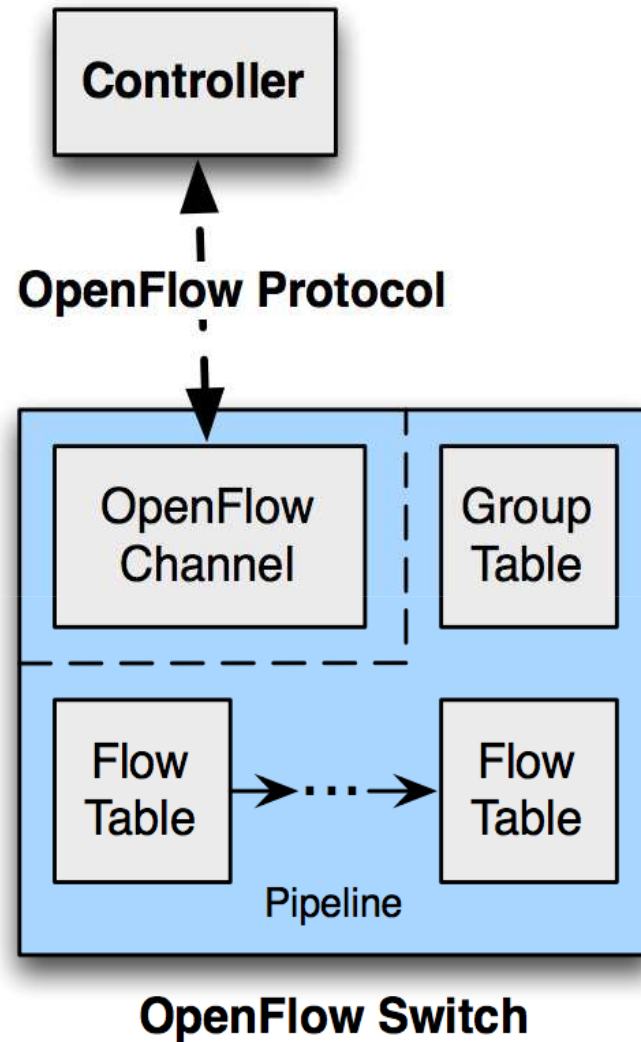 Controller
OpenFlow Protocol
OpenFlow
Channel
Group
Table
Flow
Table
...
Flow
Table
Pipeline
OpenFlow Switch